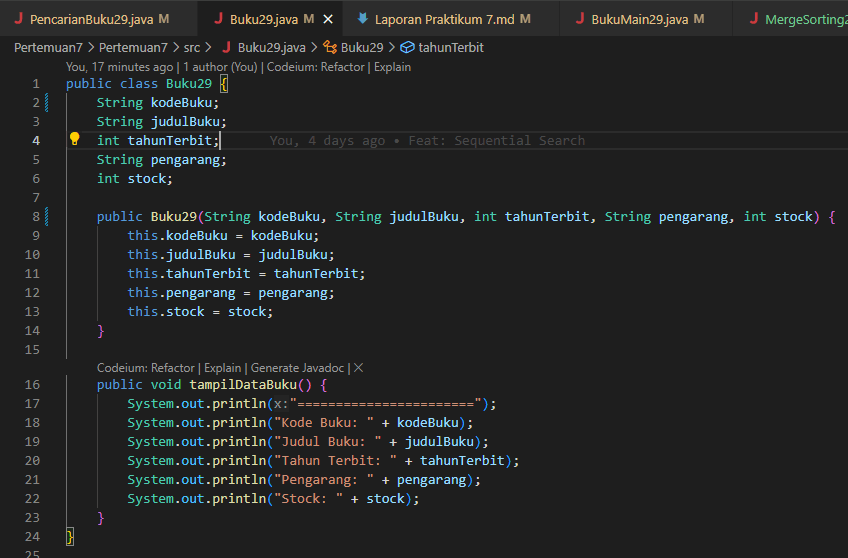 PencarianBuku29.java M
Buku29.java M
Laporan Praktikum 7.md M
BukuMain29.java M
MergeSorting2
Pertemuan7 > Pertemuan7 > src > Buku29.java > Buku29 > tahunTerbit
You, 17 minutes ago | 1 author (You) | Codeium: Refactor | Explain
1 public class Buku29 {
2 String kodeBuku;
3 String judulBuku;
4 int tahunTerbit; You, 4 days ago • Feat: Sequential Search
5 String pengarang;
6 int stock;
7
8 public Buku29(String kodeBuku, String judulBuku, int tahunTerbit, String pengarang, int stock) {
9 this.kodeBuku = kodeBuku;
10 this.judulBuku = judulBuku;
11 this.tahunTerbit = tahunTerbit;
12 this.pengarang = pengarang;
13 this.stock = stock;
14 }
15
Codeium: Refactor | Explain | Generate Javadoc | X
16 public void tampilDataBuku() {
17 System.out.println(x:"=======================");
18 System.out.println("Kode Buku: " + kodeBuku);
19 System.out.println("Judul Buku: " + judulBuku);
20 System.out.println("Tahun Terbit: " + tahunTerbit);
21 System.out.println("Pengarang: " + pengarang);
22 System.out.println("Stock: " + stock);
23 }
24 }
25